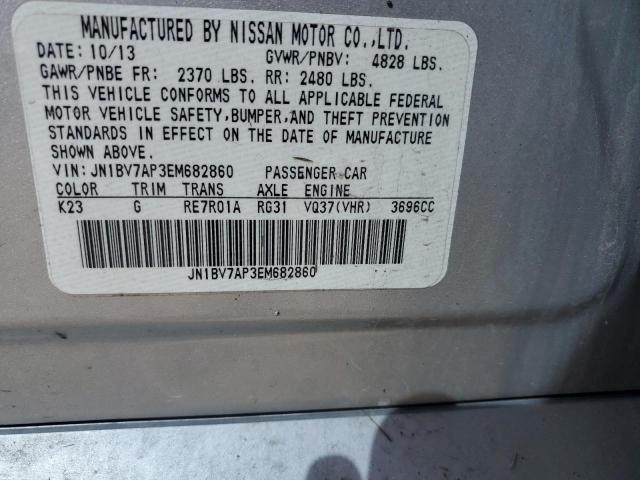 MANUFACTURED BY NISSAN MOTOR CO.,LTD.
DATE: 10/13 GVWR/PNBV: 4828 LBS.
GAWR/PNBE FR: 2370 LBS. RR: 2480 LBS.
THIS VEHICLE CONFORMS TO ALL APPLICABLE FEDERAL
MOTOR VEHICLE SAFETY,BUMPER,AND THEFT PREVENTION
STANDARDS IN EFFECT ON THE DATE OF MANUFACTURE
SHOWN ABOVE.
VIN: JN1BV7AP3EM682860 PASSENGER CAR
COLOR TRIM TRANS AXLE ENGINE
K23 G RE7R01A RG31 VQ37(VHR) 3696CC
JN1BV7AP3EM682860